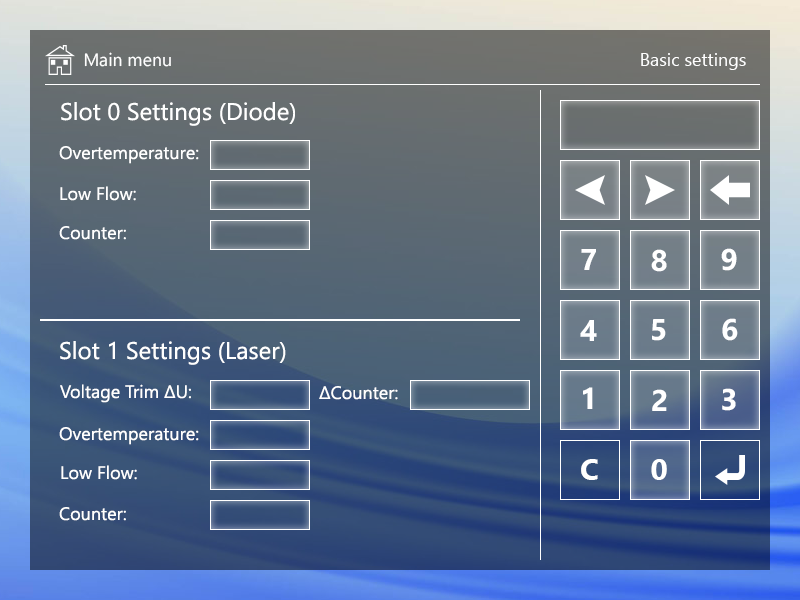 Main menu
Basic settings
Slot 0 Settings (Diode)
Overtemperature:
Low Flow:
Counter:
Slot 1 Settings (Laser)
Voltage Trim ΔU:
ΔCounter:
Overtemperature:
Low Flow:
Counter:
7 8 9
4 5 6
1 2 3
C 0